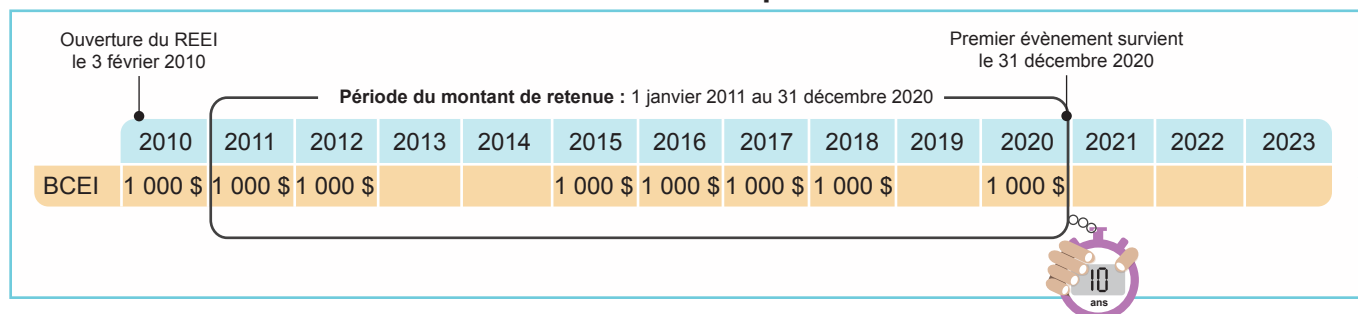 Ouverture du REEI
le 3 février 2010
Premier évènement survient
le 31 décembre 2020
Période du montant de retenue : 1 janvier 2011 au 31 décembre 2020
2010 2011 2012 2013 2014 2015 2016 2017 2018 2019 2020 2021 2022 2023
BCEI 1 000 $ 1 000 $ 1 000 $ 1 000 $ 1 000 $ 1 000 $ 1 000 $ 1 000 $
10
ans